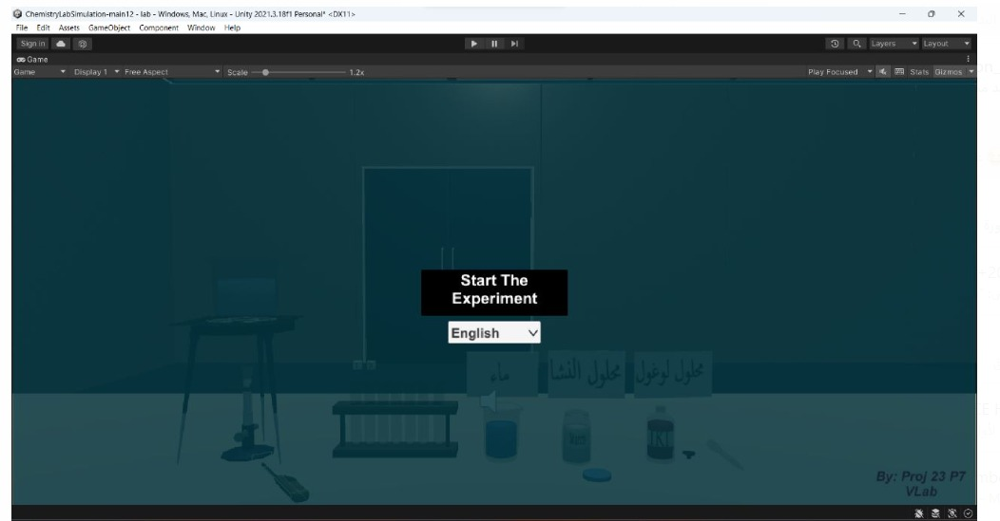 ChemistryLabSimulation-main12 - lab - Windows, Mac, Linux - Unity 2021.3.18f1 Personal* <DX11>
File Edit Assets GameObject Component Window Help
Sign in Layers Layout
Game
Game Display 1 Free Aspect Scale 1.2x Play Focused Stats Gizmos
Start The
Experiment
English
ماء محلول النشا محلول لوغول
IKI
By: Proj 23 P7
VLab